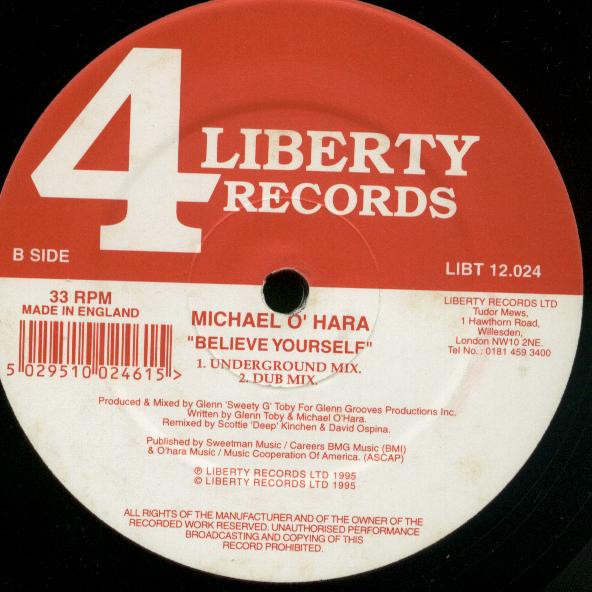 4 LIBERTY
RECORDS
B SIDE
LIBT 12.024
33 RPM
MADE IN ENGLAND
5 029510 024615 >
LIBERTY RECORDS LTD
Tudor Mews,
1 Hawthorn Road,
Willesden,
London NW10 2NE.
Tel No.: 0181 459 3400
MICHAEL O' HARA
"BELIEVE YOURSELF"
1. UNDERGROUND MIX.
2. DUB MIX.
Produced & Mixed by Glenn 'Sweety G' Toby For Glenn Grooves Productions Inc.
Written by Glenn Toby & Michael O'Hara.
Remixed by Scottie 'Deep' Kinchen & David Ospina.
Published by Sweetman Music / Careers BMG Music (BMI)
& O'hara Music / Music Cooperation Of America. (ASCAP)
℗ LIBERTY RECORDS LTD 1995
© LIBERTY RECORDS LTD 1995
ALL RIGHTS OF THE MANUFACTURER AND OF THE OWNER OF THE
RECORDED WORK RESERVED. UNAUTHORISED PERFORMANCE
BROADCASTING AND COPYING OF THIS
RECORD PROHIBITED.